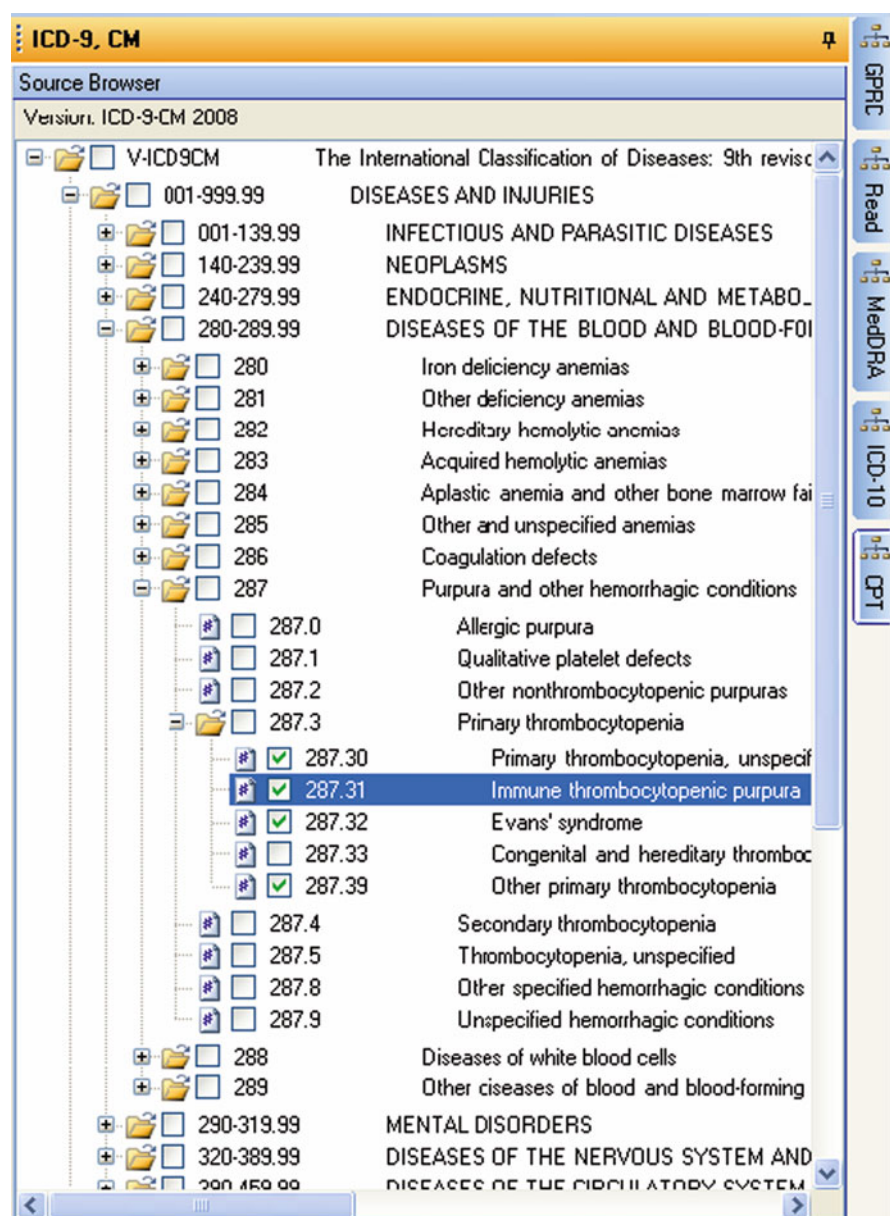 ICD-9, CM
Source Browser
Version: ICD-9-CM 2008
V-ICD9CM The International Classification of Diseases: 9th revisc
001-999.99 DISEASES AND INJURIES
001-139.99 INFECTIOUS AND PARASITIC DISEASES
140-239.99 NEOPLASMS
240-279.99 ENDOCRINE, NUTRITIONAL AND METABO
280-289.99 DISEASES OF THE BLOOD AND BLOOD-FOI
280 Iron deficiency anemias
281 Other deficiency anemias
282 Hereditary hemolytic anemias
283 Acquired hemolytic anemias
284 Aplastic anemia and other bone marrow fai
285 Other and unspecified anemias
286 Coagulation defects
287 Purpura and other hemorrhagic conditions
287.0 Allergic purpura
287.1 Qualitative platelet defects
287.2 Other nonthrombocytopenic purpuras
287.3 Primary thrombocytopenia
287.30 Primary thrombocytopenia, unspecif
287.31 Immune thrombocytopenic purpura
287.32 Evans' syndrome
287.33 Congenital and hereditary thromboc
287.39 Other primary thrombocytopenia
287.4 Secondary thrombocytopenia
287.5 Thrombocytopenia, unspecified
287.8 Other specified hemorrhagic conditions
287.9 Unspecified hemorrhagic conditions
288 Diseases of white blood cells
289 Other diseases of blood and blood-forming
290-319.99 MENTAL DISORDERS
320-389.99 DISEASES OF THE NERVOUS SYSTEM AND
390-459.99 DISEASES OF THE CIRCULATORY SYSTEM
GPRC
Read
MedDRA
ICD-10
CPT